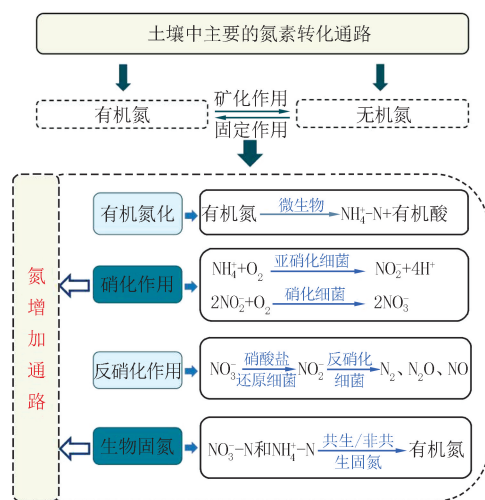 土壤中主要的氮素转化通路
有机氮
矿化作用
固定作用
无机氮
氮增加通路
有机氮化
有机氮 微生物 NH₄⁺-N+有机酸
硝化作用
NH₄⁺+O₂ 亚硝化细菌 NO₂⁻+4H⁺
2NO₂⁻+O₂ 硝化细菌 2NO₃⁻
反硝化作用
NO₃⁻ 硝酸盐还原细菌 NO₂⁻ 反硝化细菌 N₂、N₂O、NO
生物固氮
NO₃⁻-N和NH₄⁺-N 共生/非共生固氮 有机氮